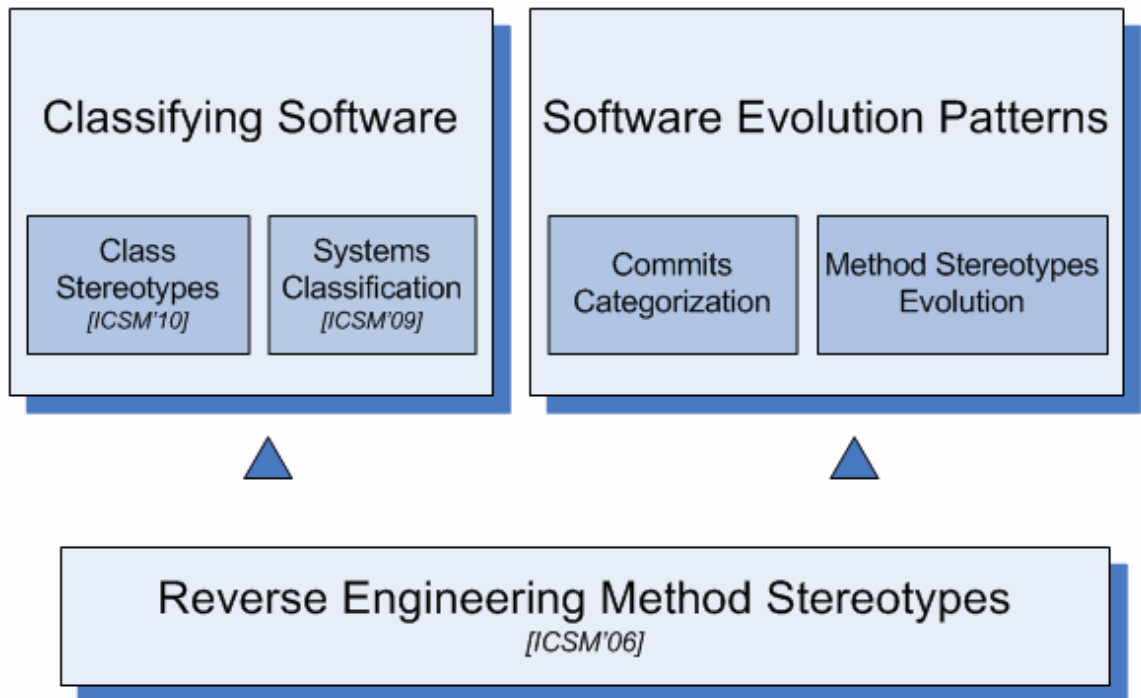 Classifying Software
Class
Stereotypes
[ICSM'10]
Systems
Classification
[ICSM'09]
Software Evolution Patterns
Commits
Categorization
Method Stereotypes
Evolution
Reverse Engineering Method Stereotypes
[ICSM'06]